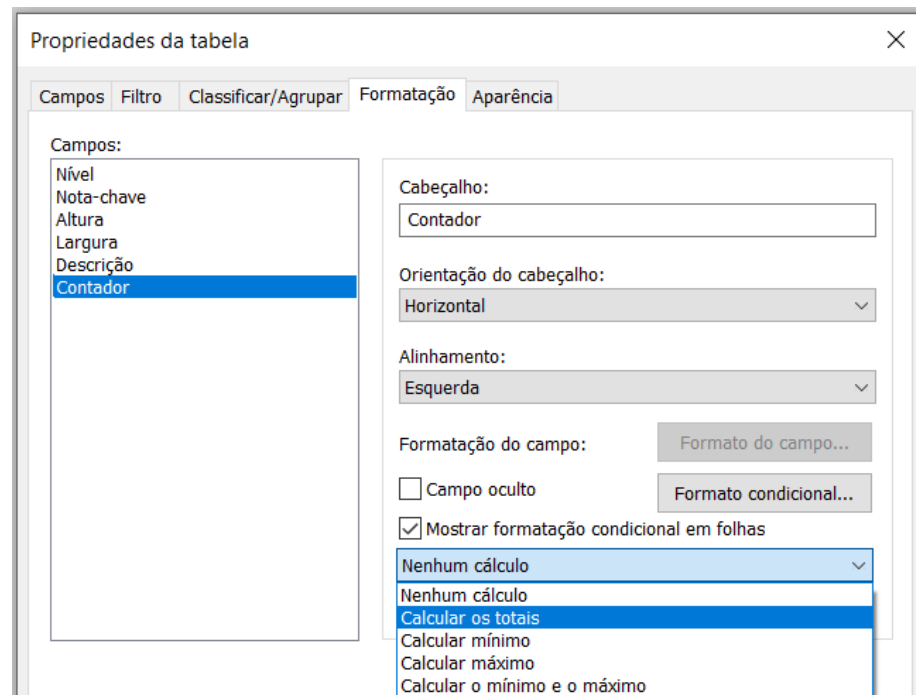 Propriedades da tabela
Campos Filtro Classificar/Agrupar Formatação Aparência
Campos:
Nível
Nota-chave
Altura
Largura
Descrição
Contador
Cabeçalho:
Contador
Orientação do cabeçalho:
Horizontal
Alinhamento:
Esquerda
Formatação do campo: Formato do campo...
Campo oculto Formato condicional...
Mostrar formatação condicional em folhas
Nenhum cálculo
Nenhum cálculo
Calcular os totais
Calcular mínimo
Calcular máximo
Calcular o mínimo e o máximo